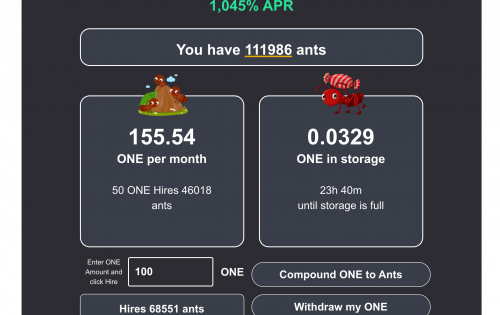 1,045% APR
You have 111986 ants
155.54
ONE per month
50 ONE Hires 46018
ants
0.0329
ONE in storage
23h 40m
until storage is full
Enter ONE
Amount and
click Hire
100
ONE
Compound ONE to Ants
Hires 68551 ants
Withdraw my ONE